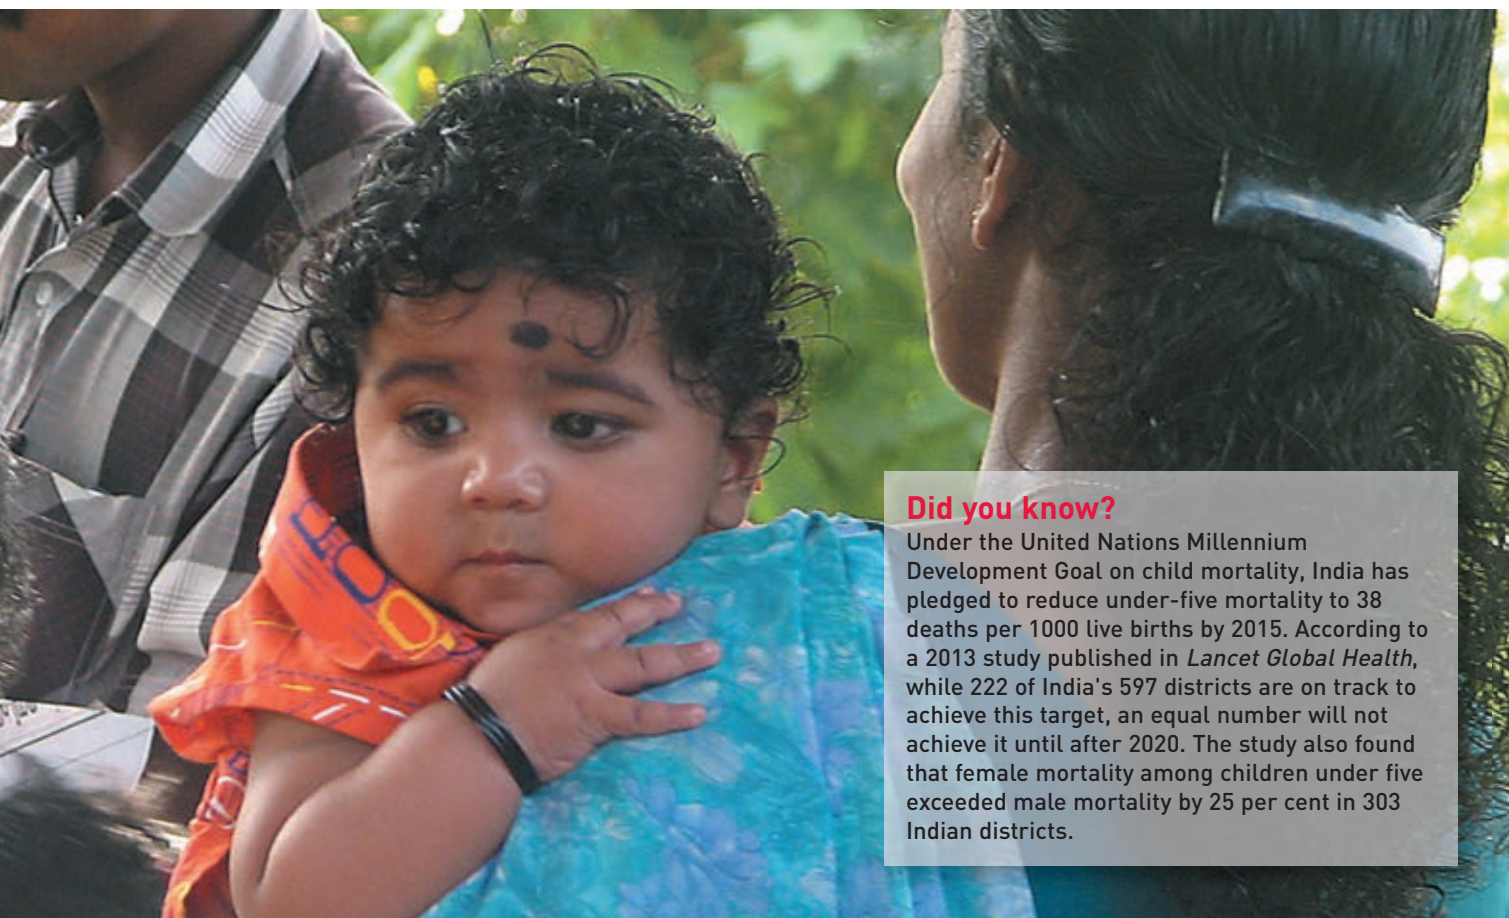 Did you know?
Under the United Nations Millennium
Development Goal on child mortality, India has
pledged to reduce under-five mortality to 38
deaths per 1000 live births by 2015. According to
a 2013 study published in Lancet Global Health,
while 222 of India's 597 districts are on track to
achieve this target, an equal number will not
achieve it until after 2020. The study also found
that female mortality among children under five
exceeded male mortality by 25 per cent in 303
Indian districts.